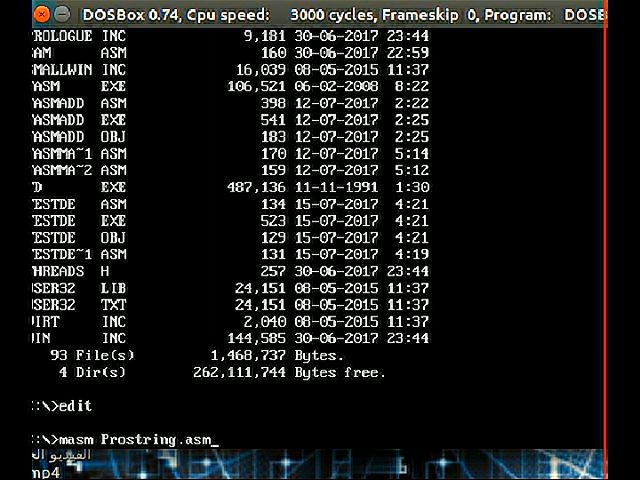 DOSBox 0.74, Cpu speed: 3000 cycles, Frameskip 0, Program: DOSB
PROLOGUE INC 9,181 30-06-2017 23:44
AM ASM 160 30-06-2017 22:59
MALLWIN INC 16,039 08-05-2015 11:37
ASM EXE 106,521 06-02-2008 8:22
ASMADD ASM 398 12-07-2017 2:22
ASMADD EXE 541 12-07-2017 2:25
ASMADD OBJ 183 12-07-2017 2:25
ASMMA~1 ASM 170 12-07-2017 5:14
ASMMA~2 ASM 159 12-07-2017 5:12
D EXE 487,136 11-11-1991 1:30
ESTDE ASM 134 15-07-2017 4:21
ESTDE EXE 523 15-07-2017 4:21
ESTDE OBJ 129 15-07-2017 4:21
ESTDE~1 ASM 131 15-07-2017 4:19
THREADS H 257 30-06-2017 23:44
USER32 LIB 24,151 08-05-2015 11:37
USER32 TXT 24,151 08-05-2015 11:37
IRT INC 2,040 08-05-2015 11:37
IN INC 144,585 30-06-2017 23:44
93 File(s) 1,468,737 Bytes.
4 Dir(s) 262,111,744 Bytes free.
:\>edit
:\>masm Prostring.asm_
الفيديو ال
mp4